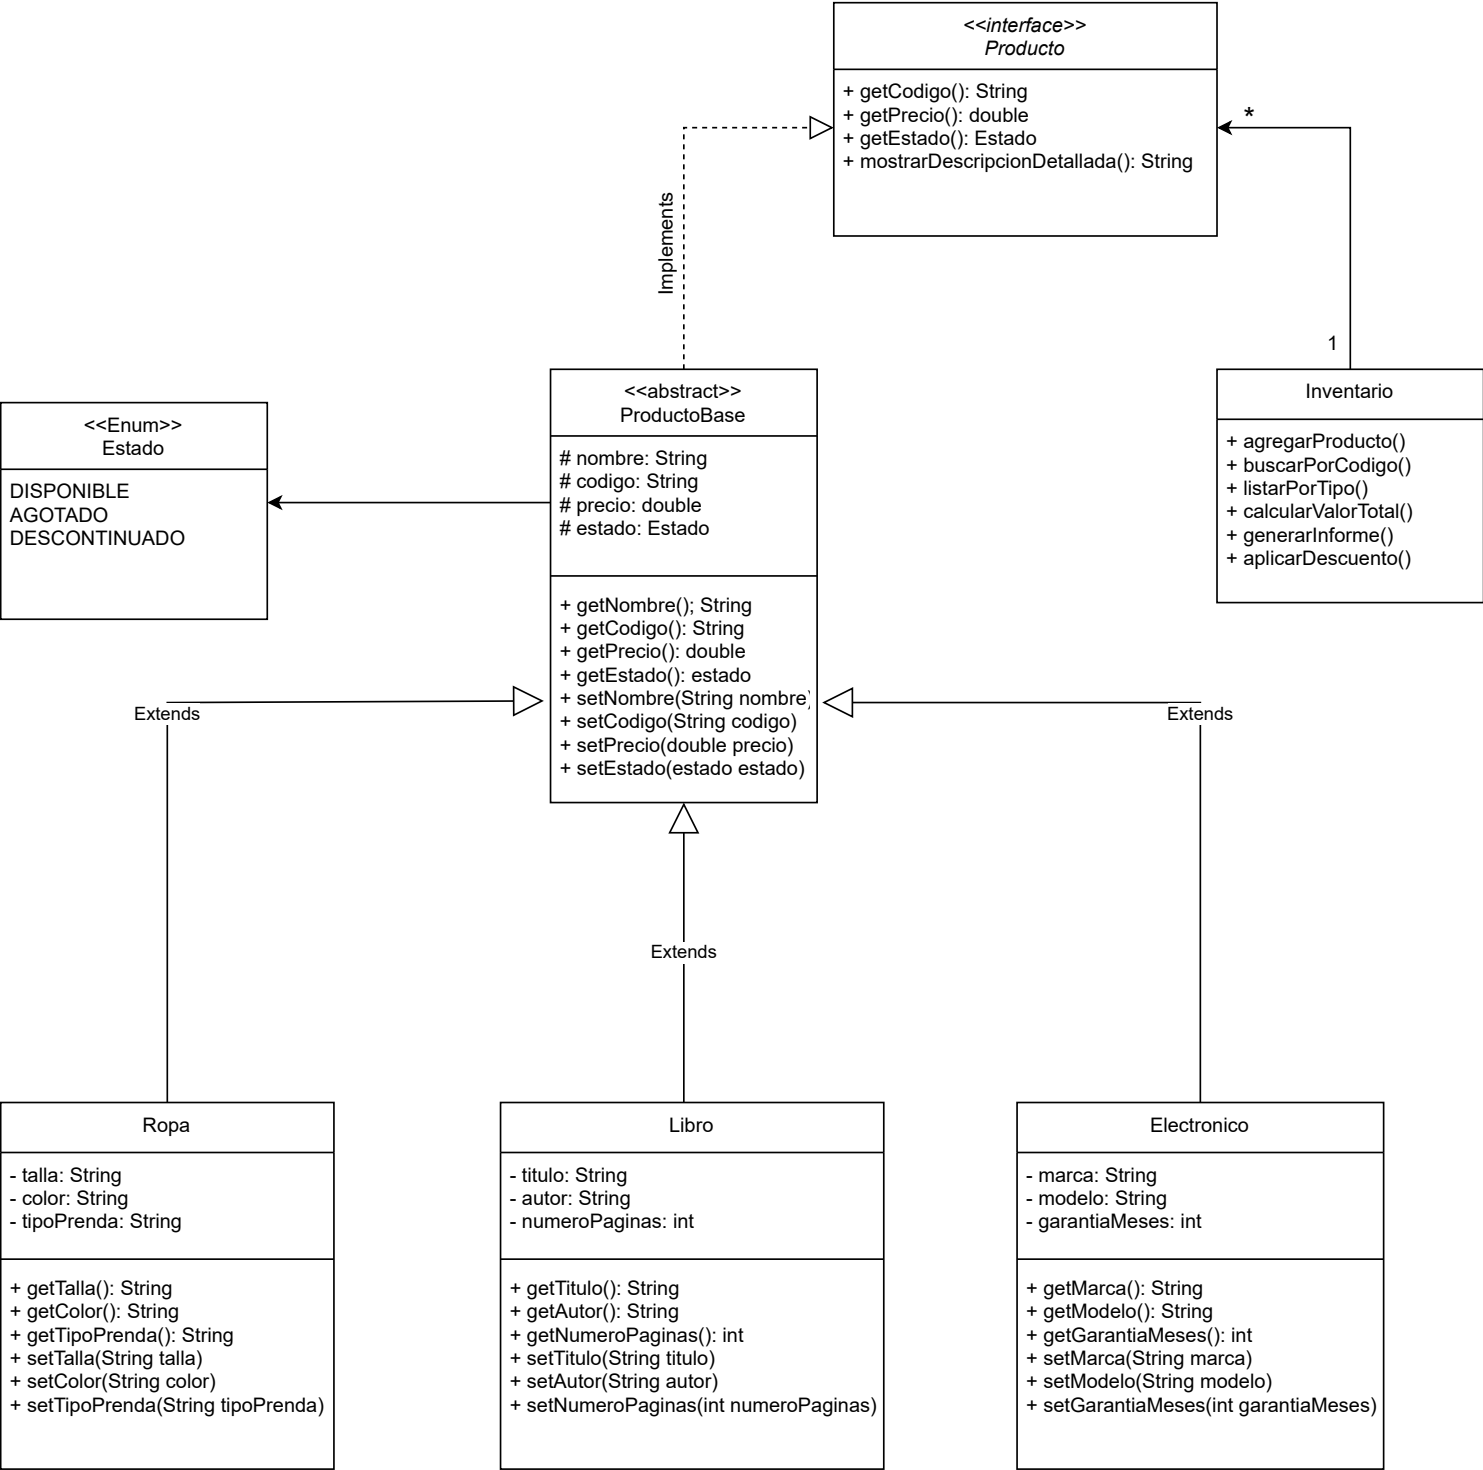 <<interface>>
Producto
+ getCodigo(): String
+ getPrecio(): double
+ getEstado(): Estado
+ mostrarDescripcionDetallada(): String
*
1
Implements
Inventario
+ agregarProducto()
+ buscarPorCodigo()
+ listarPorTipo()
+ calcularValorTotal()
+ generarInforme()
+ aplicarDescuento()
<<abstract>>
ProductoBase
# nombre: String
# codigo: String
# precio: double
# estado: Estado
+ getNombre(); String
+ getCodigo(): String
+ getPrecio(): double
+ getEstado(): estado
+ setNombre(String nombre)
+ setCodigo(String codigo)
+ setPrecio(double precio)
+ setEstado(estado estado)
<<Enum>>
Estado
DISPONIBLE
AGOTADO
DESCONTINUADO
Extends
Extends
Extends
Ropa
- talla: String
- color: String
- tipoPrenda: String
+ getTalla(): String
+ getColor(): String
+ getTipoPrenda(): String
+ setTalla(String talla)
+ setColor(String color)
+ setTipoPrenda(String tipoPrenda)
Libro
- titulo: String
- autor: String
- numeroPaginas: int
+ getTitulo(): String
+ getAutor(): String
+ getNumeroPaginas(): int
+ setTitulo(String titulo)
+ setAutor(String autor)
+ setNumeroPaginas(int numeroPaginas)
Electronico
- marca: String
- modelo: String
- garantiaMeses: int
+ getMarca(): String
+ getModelo(): String
+ getGarantiaMeses(): int
+ setMarca(String marca)
+ setModelo(String modelo)
+ setGarantiaMeses(int garantiaMeses)